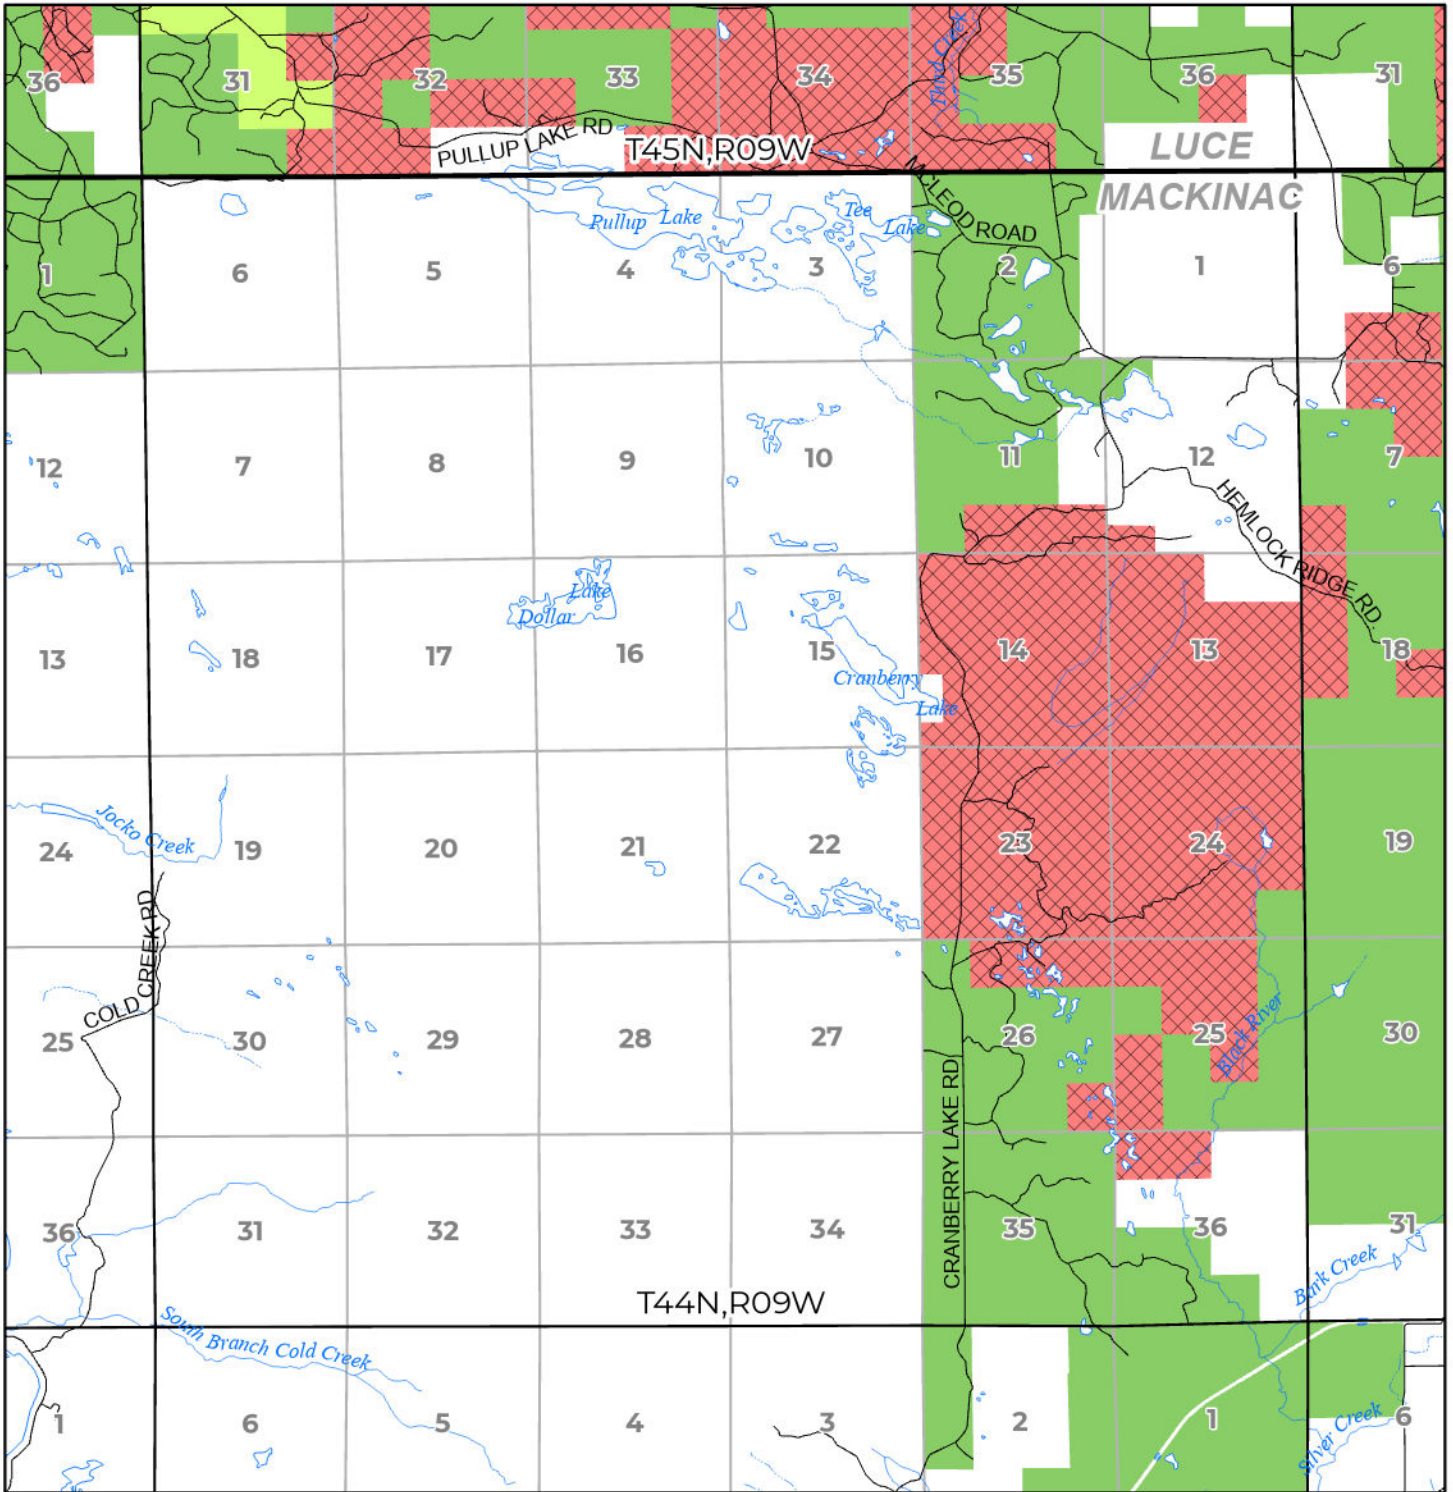 36
31
32
33
34
Third Creek
35
36
31
PULLUP LAKE RD
T45N,R09W
LUCE
MACKINAC
MCLEOD ROAD
Pullup Lake
Tee
Lake
1
6
5
4
3
2
1
6
12
7
8
9
10
11
12
7
HEMLOCK RIDGE RD.
Lake
Dollar
13
18
17
16
15
14
13
18
Cranberry
Lake
Jocko Creek
24
19
20
21
22
23
24
19
COLD CREEK RD
25
30
29
28
27
26
25
30
Black River
CRANBERRY LAKE RD
36
31
32
33
34
35
36
31
Bark Creek
T44N,R09W
South Branch Cold Creek
1
6
5
4
3
2
1
6
Silver Creek